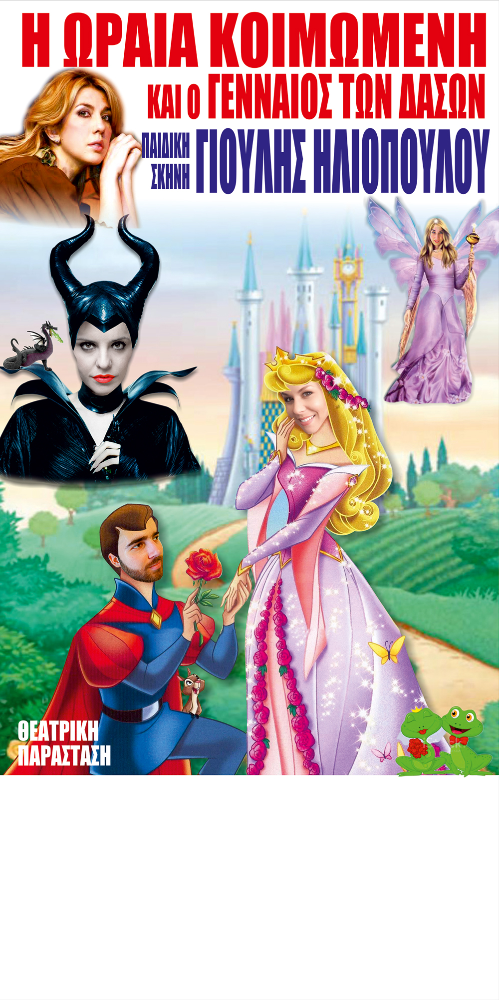 Η ΩΡΑΙΑ ΚΟΙΜΩΜΕΝΗ
ΚΑΙ Ο ΓΕΝΝΑΙΟΣ ΤΩΝ ΔΑΣΩΝ
ΠΑΙΔΙΚΗ
ΣΚΗΝΗ
ΓΙΟΥΛΗΣ ΗΛΙΟΠΟΥΛΟΥ
ΘΕΑΤΡΙΚΗ
ΠΑΡΑΣΤΑΣΗ